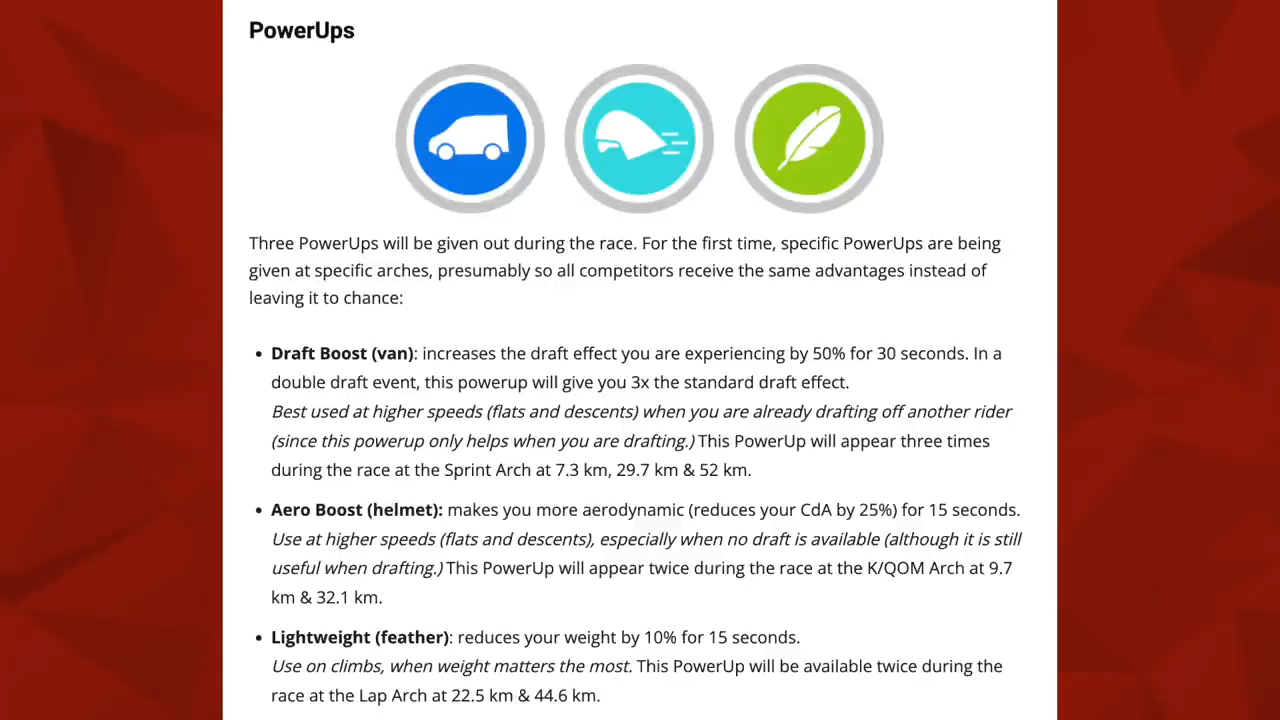 PowerUps
Three PowerUps will be given out during the race. For the first time, specific PowerUps are being
given at specific arches, presumably so all competitors receive the same advantages instead of
leaving it to chance:
• Draft Boost (van): increases the draft effect you are experiencing by 50% for 30 seconds. In a
double draft event, this powerup will give you 3x the standard draft effect.
Best used at higher speeds (flats and descents) when you are already drafting off another rider
(since this powerup only helps when you are drafting.) This PowerUp will appear three times
during the race at the Sprint Arch at 7.3 km, 29.7 km & 52 km.
• Aero Boost (helmet): makes you more aerodynamic (reduces your CdA by 25%) for 15 seconds.
Use at higher speeds (flats and descents), especially when no draft is available (although it is still
useful when drafting.) This PowerUp will appear twice during the race at the K/QOM Arch at 9.7
km & 32.1 km.
• Lightweight (feather): reduces your weight by 10% for 15 seconds.
Use on climbs, when weight matters the most. This PowerUp will be available twice during the
race at the Lap Arch at 22.5 km & 44.6 km.